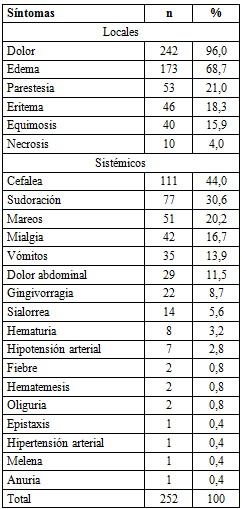 Síntomas n %
Locales
Dolor 242 96,0
Edema 173 68,7
Parestesia 53 21,0
Eritema 46 18,3
Equimosis 40 15,9
Necrosis 10 4,0
Sistémicos
Cefalea 111 44,0
Sudoración 77 30,6
Mareos 51 20,2
Mialgia 42 16,7
Vómitos 35 13,9
Dolor abdominal 29 11,5
Gingivorragia 22 8,7
Sialorrea 14 5,6
Hematuria 8 3,2
Hipotensión arterial 7 2,8
Fiebre 2 0,8
Hematemesis 2 0,8
Oliguria 2 0,8
Epistaxis 1 0,4
Hipertensión arterial 1 0,4
Melena 1 0,4
Anuria 1 0,4
Total 252 100